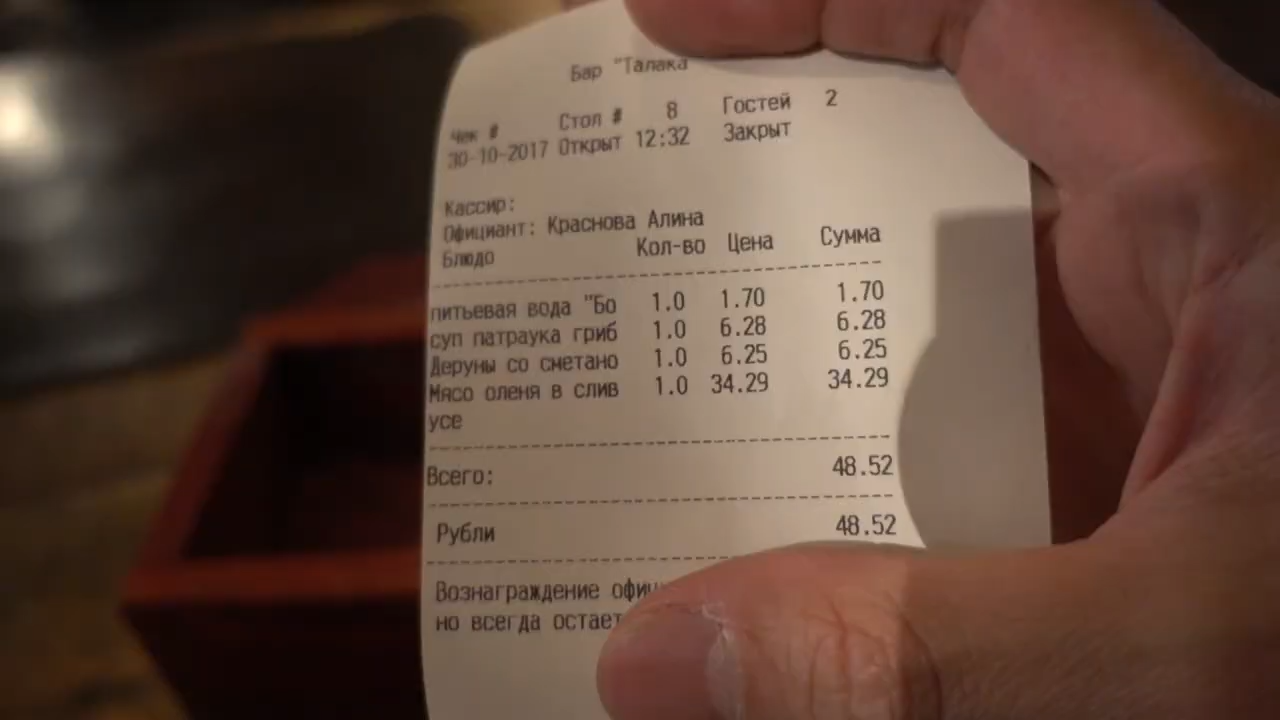 Бар "Талака
Чек # Стол # 8 Гостей 2
30-10-2017 Открыт 12:32 Закрыт
Кассир:
Официант: Краснова Алина
Блюдо Кол-во Цена Сумма
питьевая вода "Бо 1.0 1.70 1.70
суп патраука гриб 1.0 6.28 6.28
Деруны со сметано 1.0 6.25 6.25
Мясо оленя в слив 1.0 34.29 34.29
усе
Всего: 48.52
Рубли 48.52
Вознаграждение офиц
но всегда остает